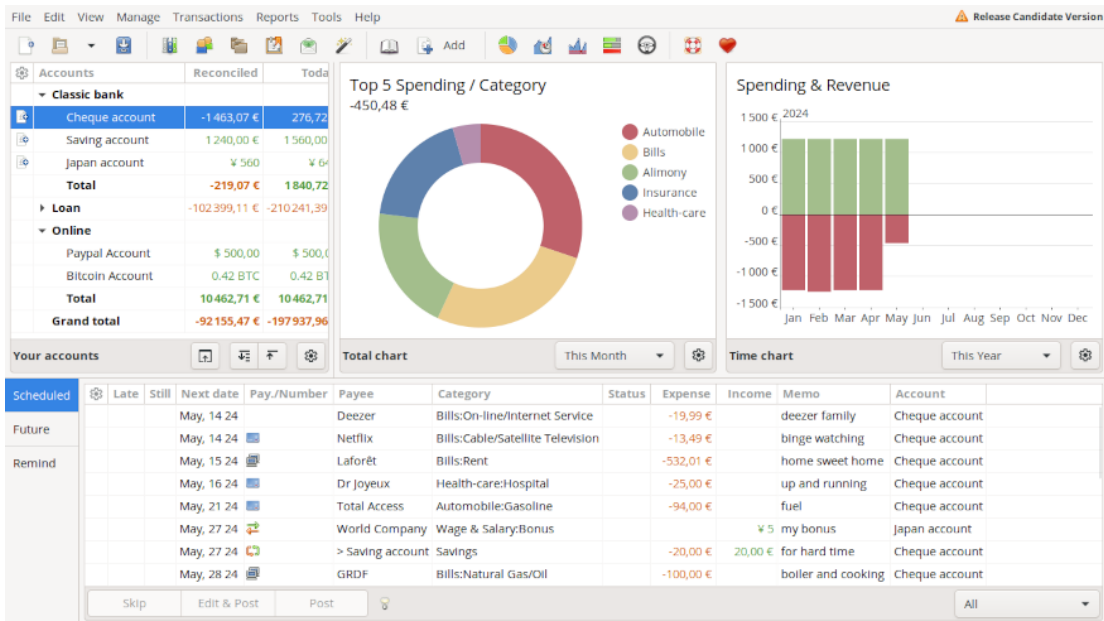 File Edit View Manage Transactions Reports Tools Help
Release Candidate Version
Add
Accounts Reconciled Toda
Classic bank
Cheque account -1 463,07 € 276,72
Saving account 1 240,00 € 1 560,00
Japan account ¥ 560 ¥ 64
Total -219,07 € 1 840,72
Loan -102 399,11 € -210 241,39
Online
Paypal Account $ 500,00 $ 500,0
Bitcoin Account 0.42 BTC 0.42 BT
Total 10 462,71 € 10 462,71
Grand total -92 155,47 € -197 937,96
Your accounts
Top 5 Spending / Category
-450,48 €
Automobile
Bills
Alimony
Insurance
Health-care
Total chart This Month
Spending & Revenue
2024
1 500 €
1 000 €
500 €
0 €
-500 €
-1 000 €
-1 500 €
Jan Feb Mar Apr May Jun Jul Aug Sep Oct Nov Dec
Time chart This Year
Scheduled
Future
Remind
Late Still Next date Pay./Number Payee Category Status Expense Income Memo Account
May, 14 24 Deezer Bills:On-line/Internet Service -19,99 € deezer family Cheque account
May, 14 24 Netflix Bills:Cable/Satellite Television -13,49 € binge watching Cheque account
May, 15 24 Laforêt Bills:Rent -532,01 € home sweet home Cheque account
May, 16 24 Dr Joyeux Health-care:Hospital -25,00 € up and running Cheque account
May, 21 24 Total Access Automobile:Gasoline -94,00 € fuel Cheque account
May, 27 24 World Company Wage & Salary:Bonus ¥ 5 my bonus Japan account
May, 27 24 > Saving account Savings -20,00 € 20,00 € for hard time Cheque account
May, 28 24 GRDF Bills:Natural Gas/Oil -100,00 € boiler and cooking Cheque account
Skip Edit & Post Post All